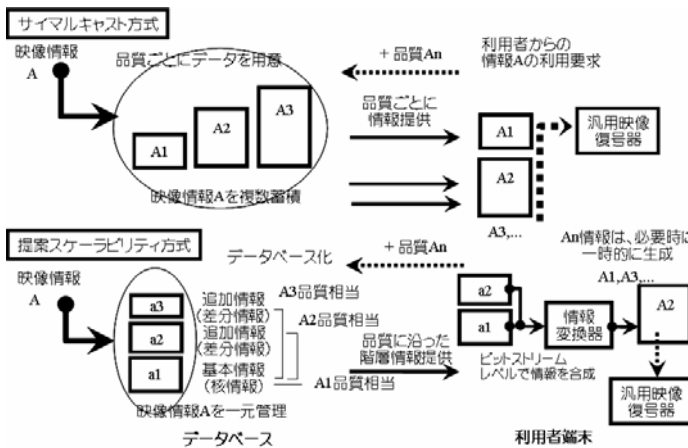 サイマルキャスト方式
映像情報
A
品質ごとにデータを用意
A1
A2
A3
映像情報Aを複数蓄積
+ 品質An
利用者からの
情報Aの利用要求
品質ごとに
情報提供
A1
A2
A3,...
汎用映像
復号器
提案スケーラビリティ方式
映像情報
A
データベース化
a3
a2
a1
追加情報
(差分情報)
追加情報
(差分情報)
基本情報
(核情報)
A3品質相当
A2品質相当
A1品質相当
映像情報Aを一元管理
データベース
+ 品質An
品質に沿った
階層情報提供
a2
a1
情報
変換器
ビットストリーム
レベルで情報を合成
An情報は、必要時に
一時的に生成
A1,A3,...
A2
汎用映像
復号器
利用者端末